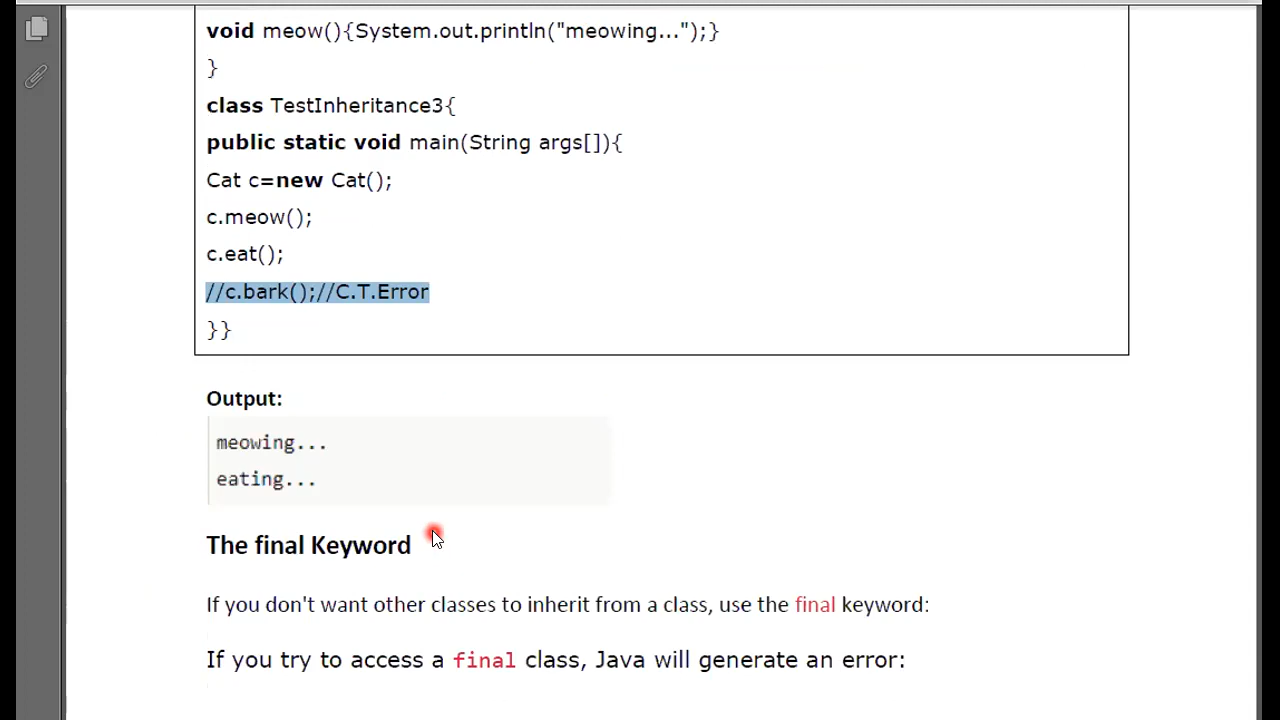 void meow(){System.out.println("meowing...");}
}
class TestInheritance3{
public static void main(String args[]){
Cat c=new Cat();
c.meow();
c.eat();
//c.bark();//C.T.Error
}}
Output:
meowing...
eating...
The final Keyword
If you don't want other classes to inherit from a class, use the final keyword:
If you try to access a final class, Java will generate an error: